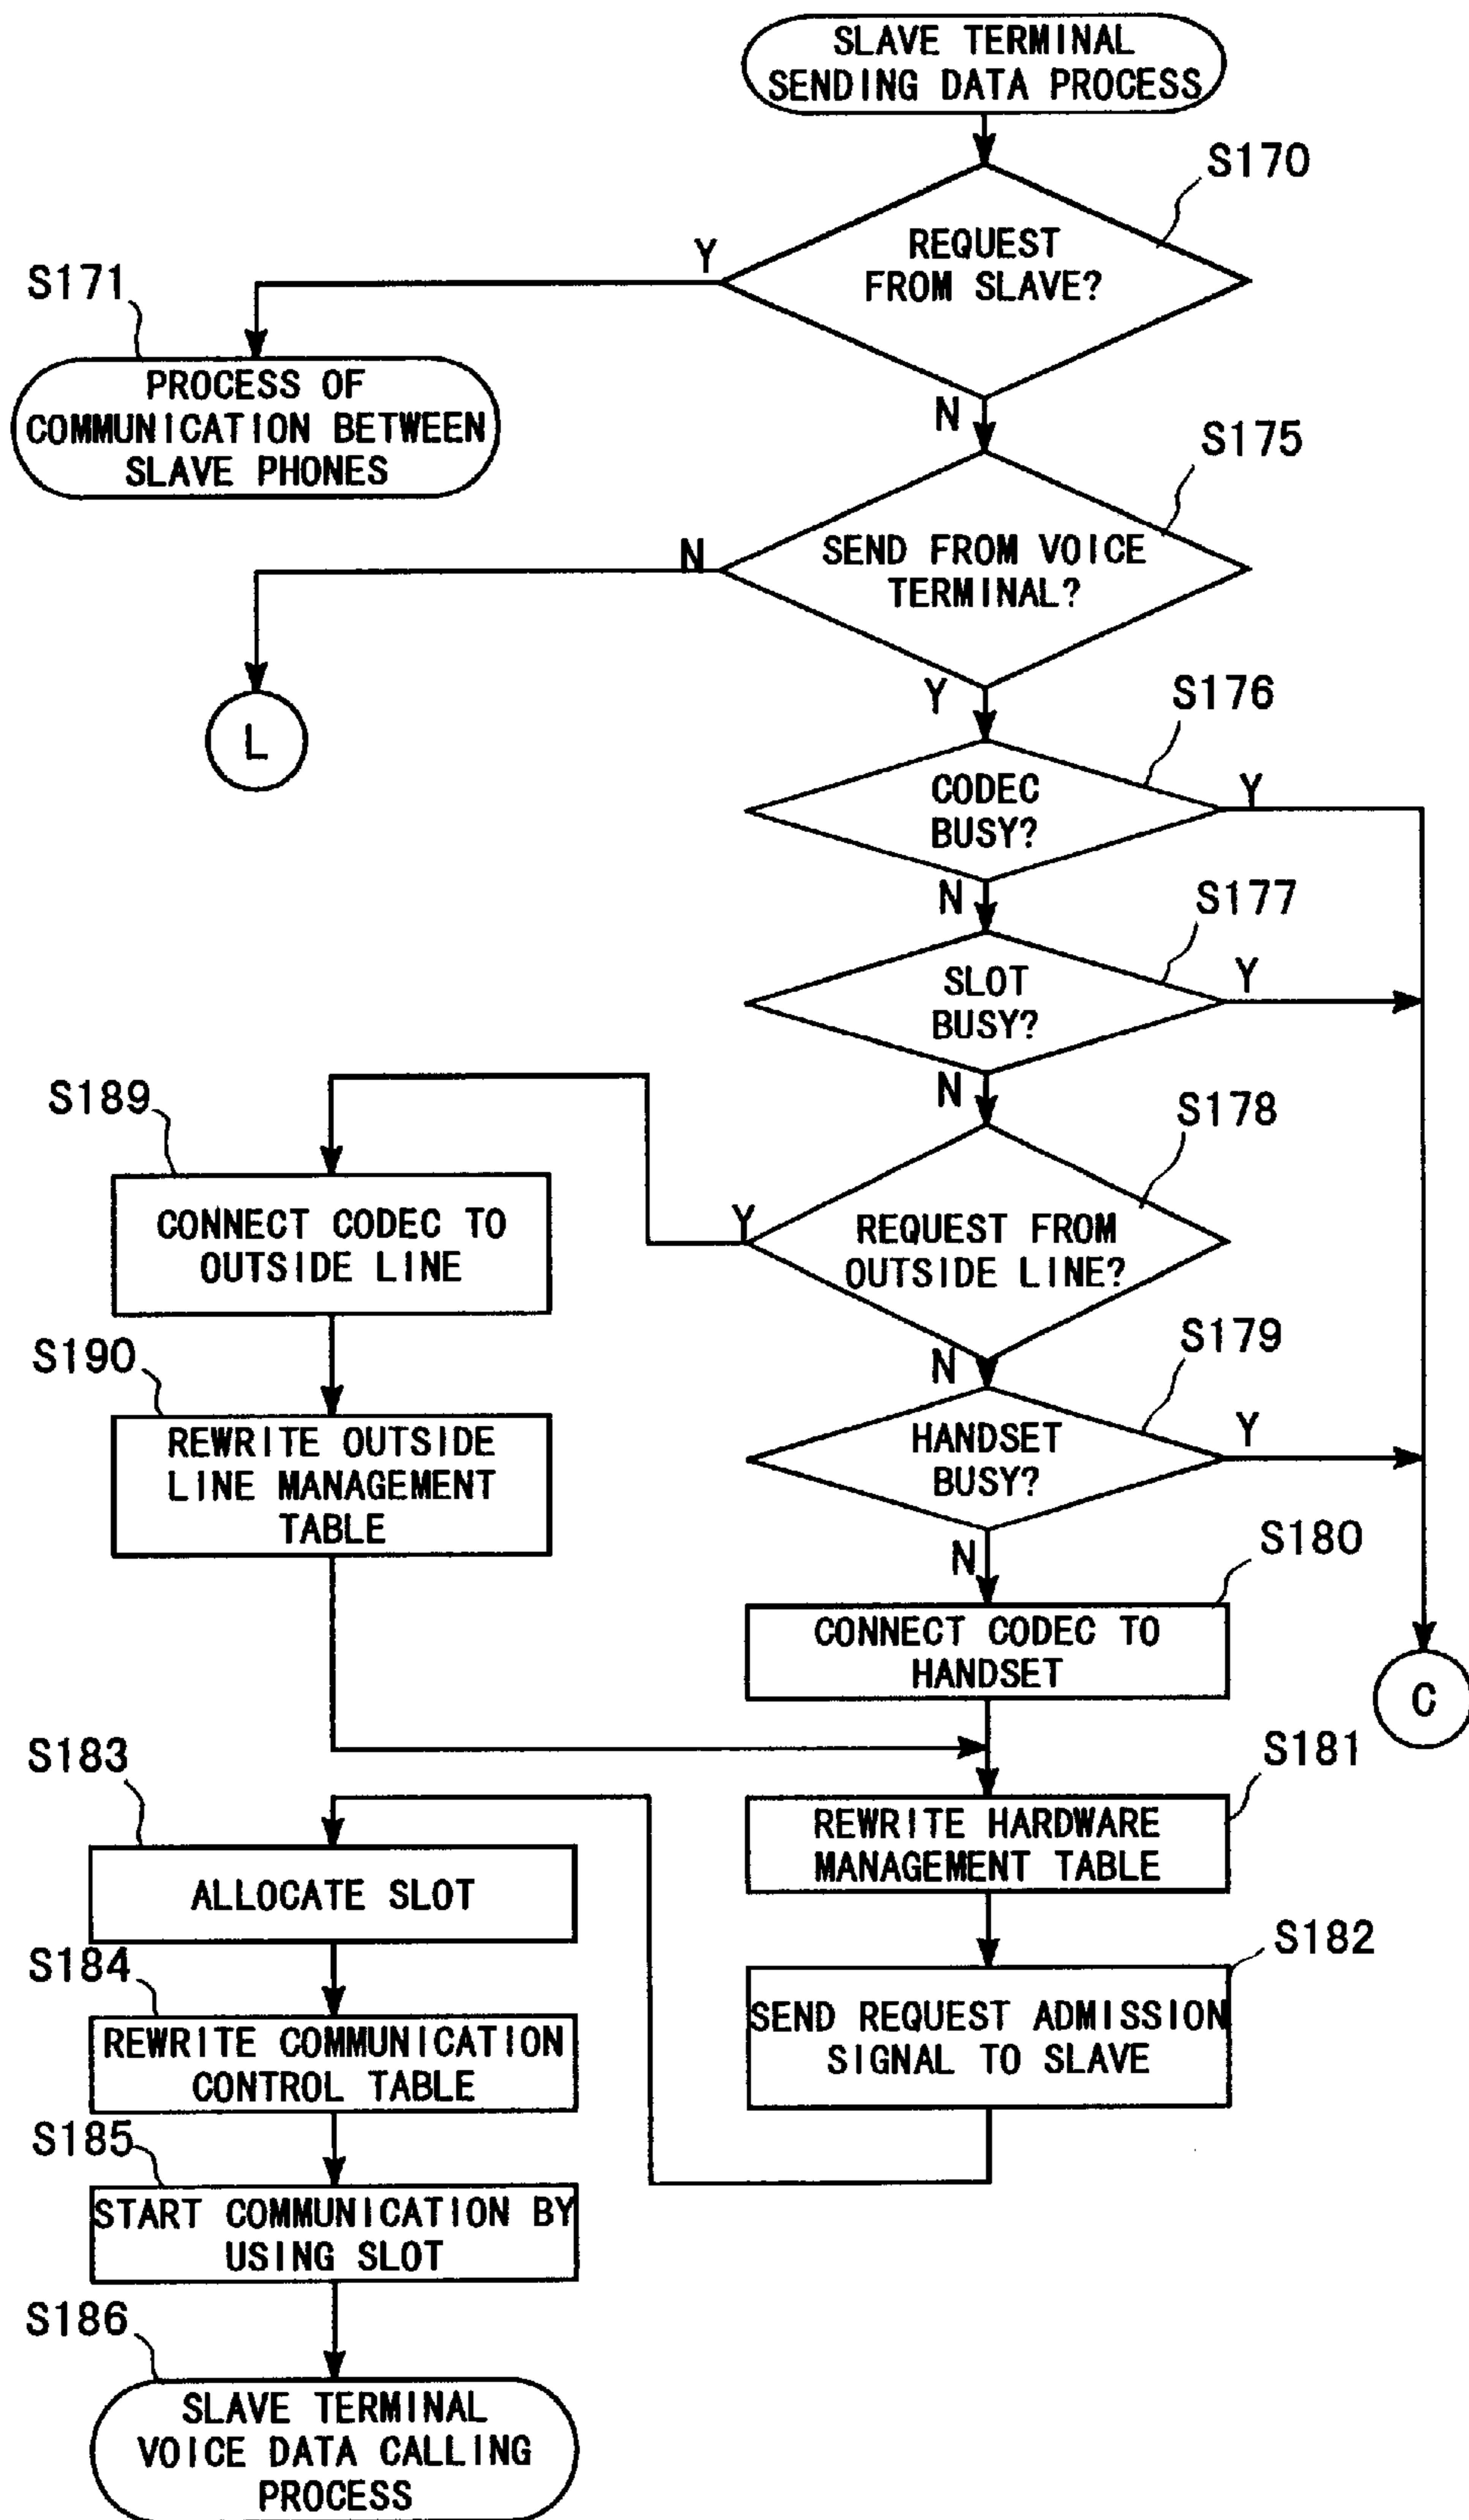 SLAVE TERMINAL
SENDING DATA PROCESS
S170
REQUEST
FROM SLAVE?
Y
S171
PROCESS OF
COMMUNICATION BETWEEN
SLAVE PHONES
N
S175
SEND FROM VOICE
TERMINAL?
N
L
Y
S176
CODEC
BUSY?
Y
N
S177
SLOT
BUSY?
Y
N
S178
REQUEST FROM
OUTSIDE LINE?
Y
S189
CONNECT CODEC TO
OUTSIDE LINE
S190
REWRITE OUTSIDE
LINE MANAGEMENT
TABLE
N
S179
HANDSET
BUSY?
Y
N
S180
CONNECT CODEC TO
HANDSET
C
S181
REWRITE HARDWARE
MANAGEMENT TABLE
S182
SEND REQUEST ADMISSION
SIGNAL TO SLAVE
S183
ALLOCATE SLOT
S184
REWRITE COMMUNICATION
CONTROL TABLE
S185
START COMMUNICATION BY
USING SLOT
S186
SLAVE TERMINAL
VOICE DATA CALLING
PROCESS